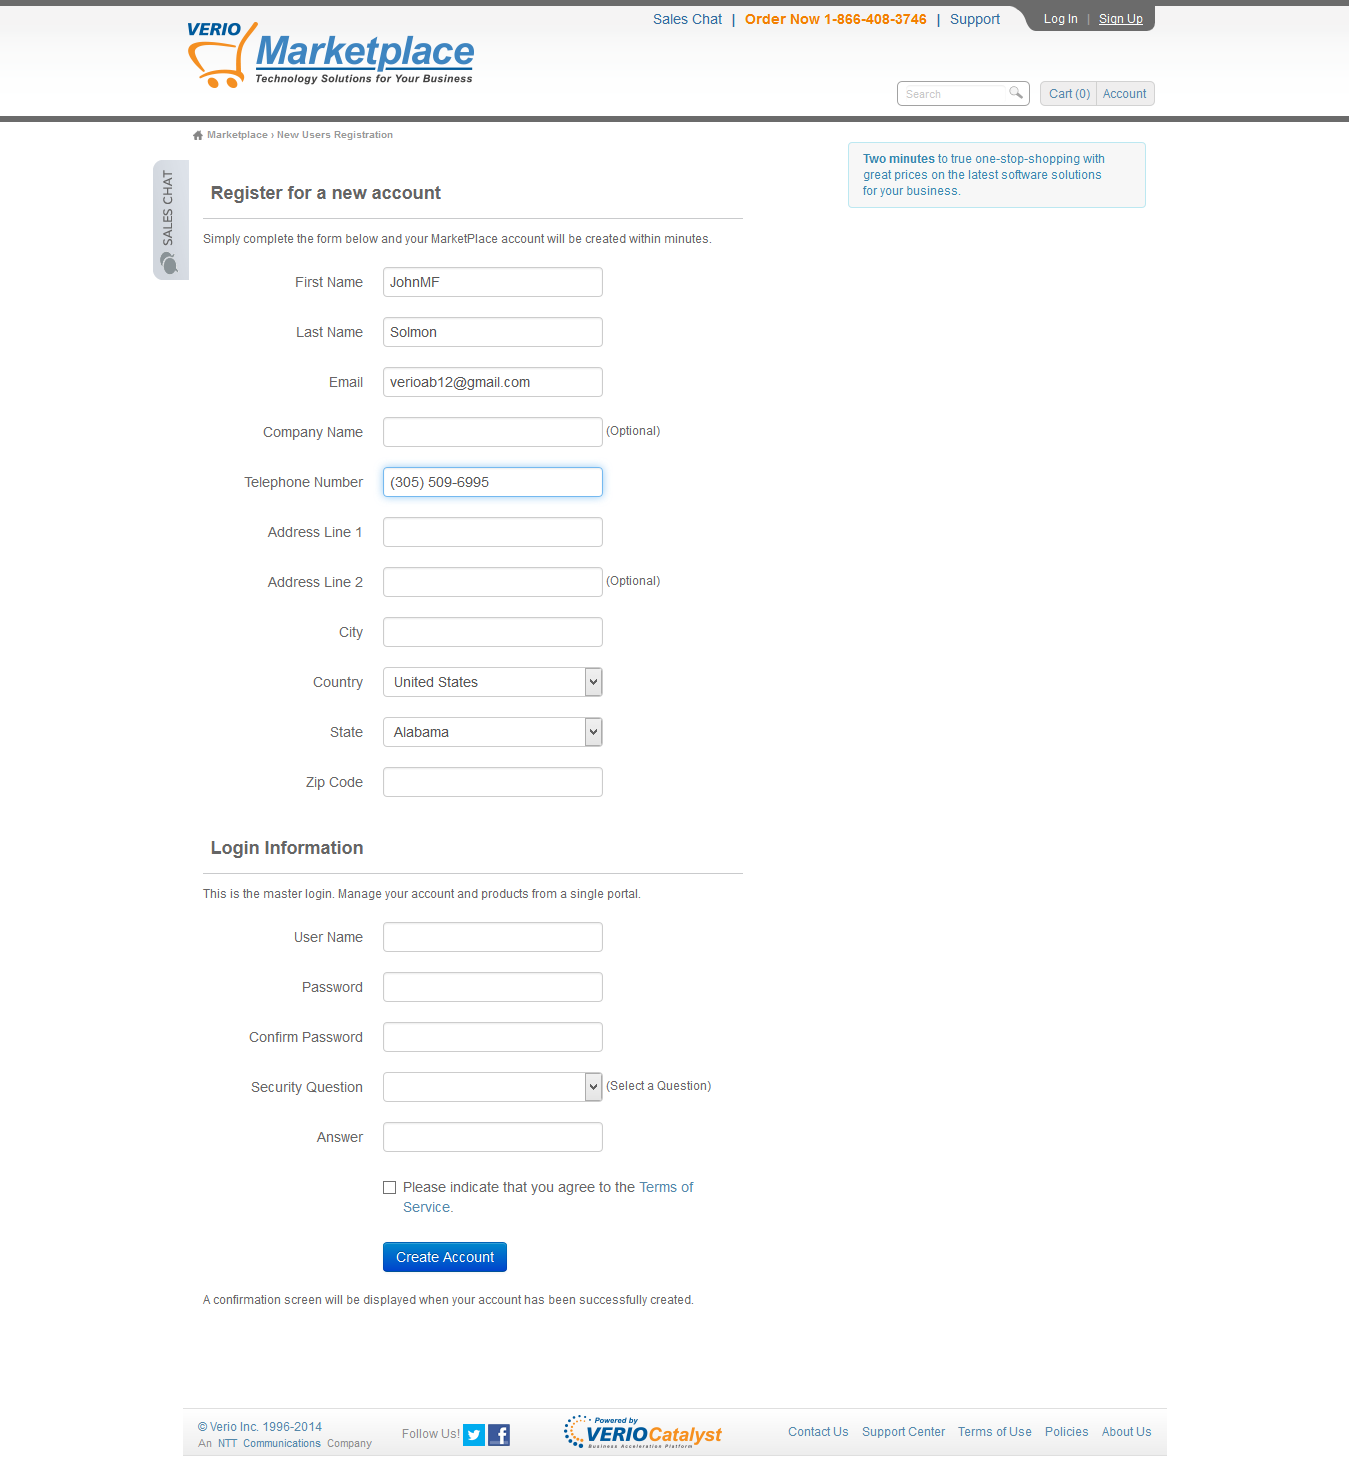 Sales Chat | Order Now 1-866-408-3746 | Support
Log In | Sign Up
VERIO
Marketplace
Technology Solutions for Your Business
Search
Cart (0) Account
Marketplace › New Users Registration
Two minutes to true one-stop-shopping with
great prices on the latest software solutions
for your business.
SALES CHAT
Register for a new account
Simply complete the form below and your MarketPlace account will be created within minutes.
First Name JohnMF
Last Name Solmon
Email verioab12@gmail.com
Company Name (Optional)
Telephone Number (305) 509-6995
Address Line 1
Address Line 2 (Optional)
City
Country United States
State Alabama
Zip Code
Login Information
This is the master login. Manage your account and products from a single portal.
User Name
Password
Confirm Password
Security Question (Select a Question)
Answer
Please indicate that you agree to the Terms of
Service.
Create Account
A confirmation screen will be displayed when your account has been successfully created.
© Verio Inc. 1996-2014
An NTT Communications Company
Follow Us!
Powered by
VERIOCatalyst
Business Acceleration Platform
Contact Us Support Center Terms of Use Policies About Us